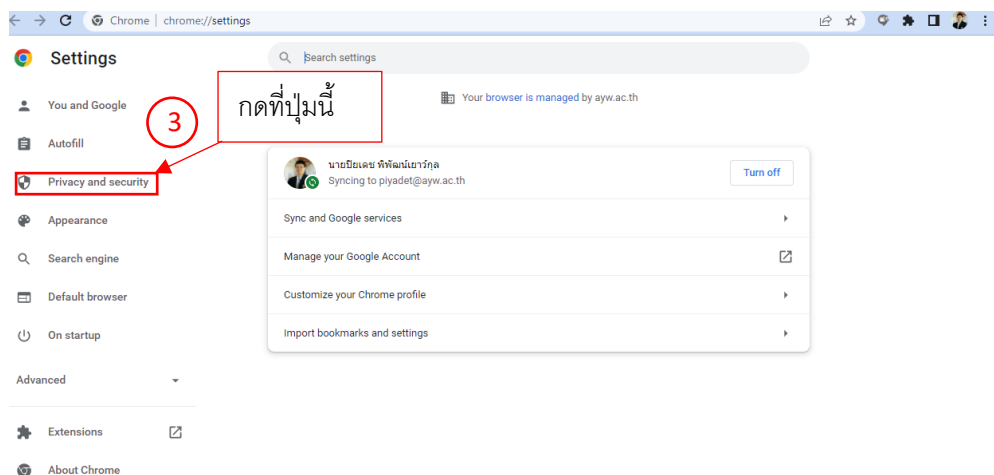 Chrome | chrome://settings
Settings
Search settings
You and Google
Autofill
Privacy and security
Appearance
Search engine
Default browser
On startup
Advanced
Extensions
About Chrome
3
กดที่ปุ่มนี้
Your browser is managed by ayw.ac.th
นายปิยเดช พิพัฒน์เยาว์กุล
Syncing to piyadet@ayw.ac.th
Turn off
Sync and Google services
Manage your Google Account
Customize your Chrome profile
Import bookmarks and settings